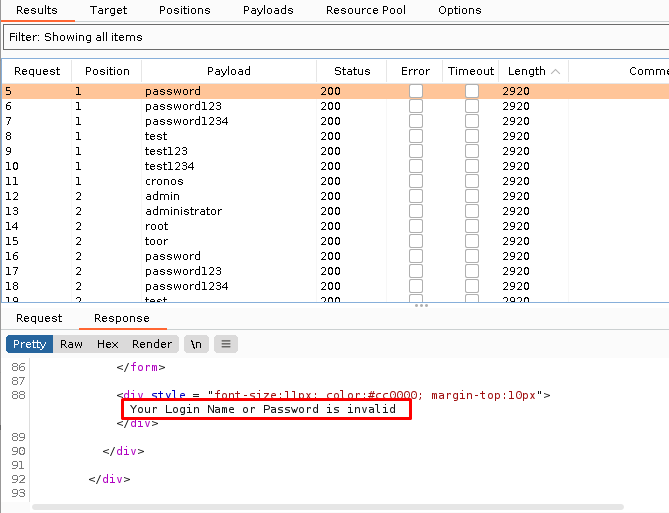 Results Target Positions Payloads Resource Pool Options
Filter: Showing all items
Request Position Payload Status Error Timeout Length Comme
5 1 password 200 2920
6 1 password123 200 2920
7 1 password1234 200 2920
8 1 test 200 2920
9 1 test123 200 2920
10 1 test1234 200 2920
11 1 cronos 200 2920
12 2 admin 200 2920
13 2 administrator 200 2920
14 2 root 200 2920
15 2 toor 200 2920
16 2 password 200 2920
17 2 password123 200 2920
18 2 password1234 200 2920
19 2 test 200 2920
Request Response
Pretty Raw Hex Render \n
86 </form>
87
88 <div style = "font-size:11px; color:#cc0000; margin-top:10px">
Your Login Name or Password is invalid
</div>
89
90 </div>
91
92 </div>
93